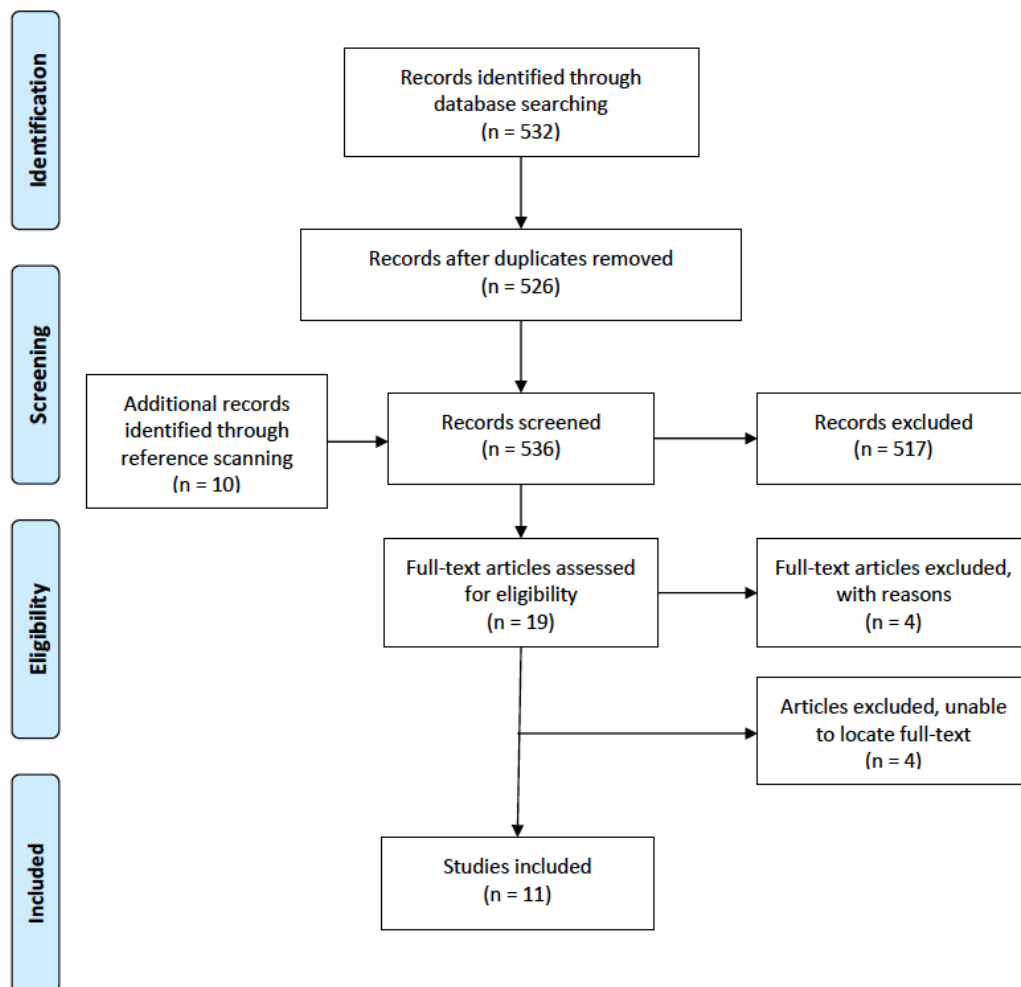 Identification
Records identified through
database searching
(n = 532)
Records after duplicates removed
(n = 526)
Screening
Additional records
identified through
reference scanning
(n = 10)
Records screened
(n = 536)
Records excluded
(n = 517)
Eligibility
Full-text articles assessed
for eligibility
(n = 19)
Full-text articles excluded,
with reasons
(n = 4)
Articles excluded, unable
to locate full-text
(n = 4)
Included
Studies included
(n = 11)